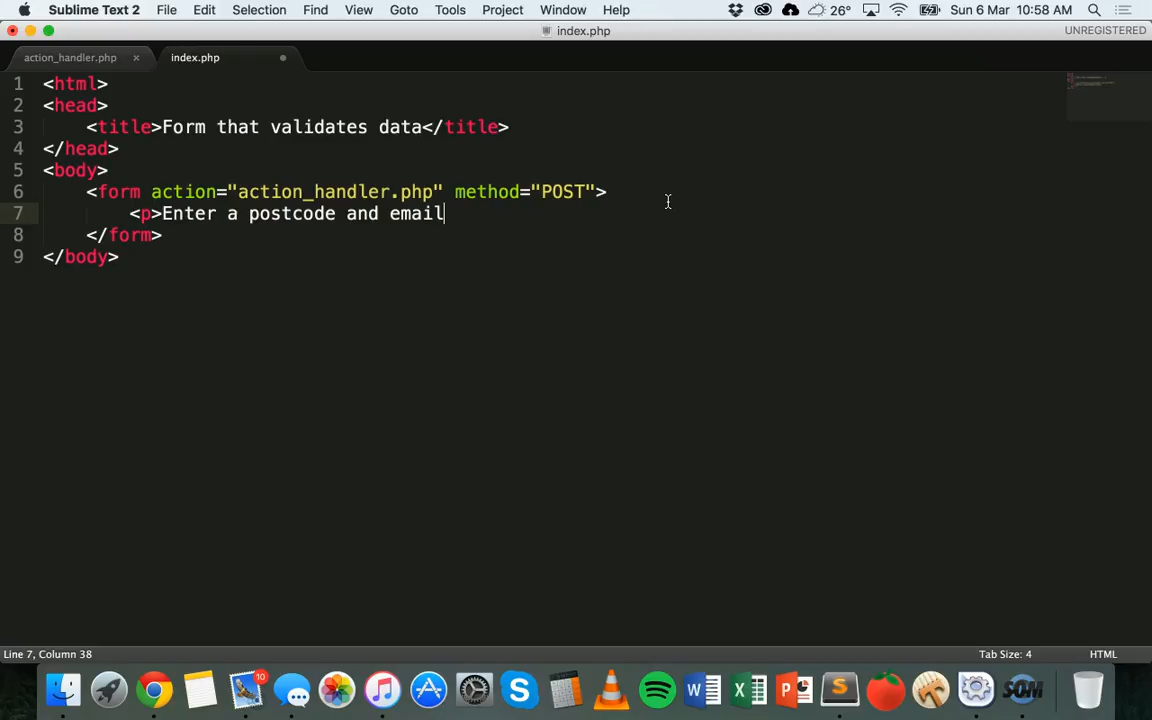 Sublime Text 2 File Edit Selection Find View Goto Tools Project Window Help 26° Sun 6 Mar 10:58 AM
index.php UNREGISTERED
action_handler.php × index.php
1 <html>
2 <head>
3 <title>Form that validates data</title>
4 </head>
5 <body>
6 <form action="action_handler.php" method="POST">
7 <p>Enter a postcode and email
8 </form>
9 </body>
Line 7, Column 38 Tab Size: 4 HTML
10
S W X P S SOM